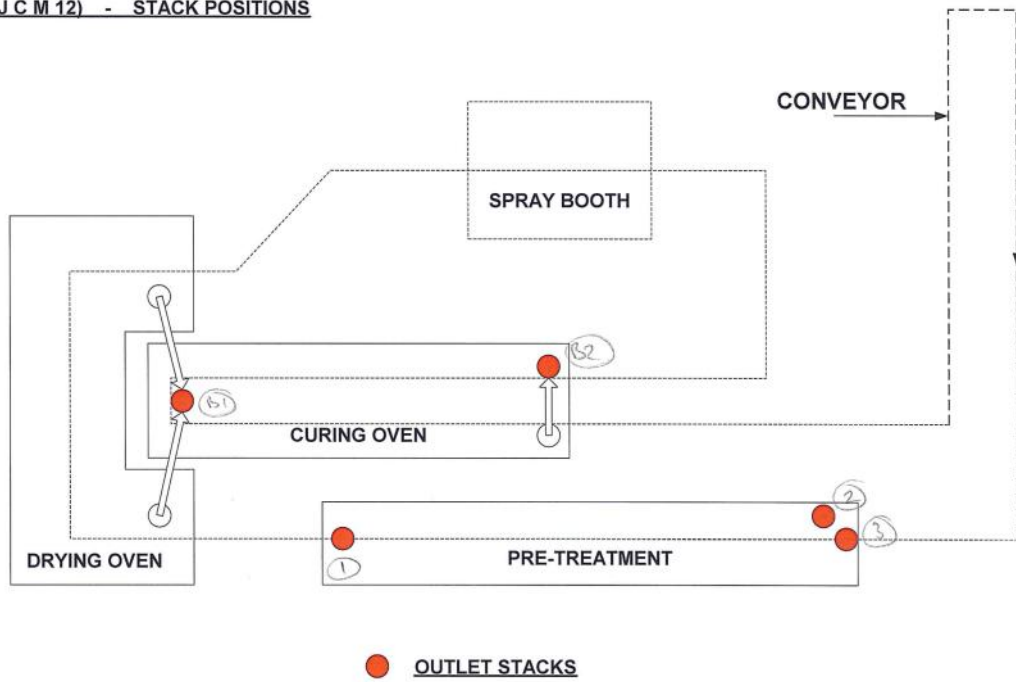 J C M 12) - STACK POSITIONS
CONVEYOR
SPRAY BOOTH
B2
B1
CURING OVEN
2
3
DRYING OVEN
1
PRE-TREATMENT
OUTLET STACKS